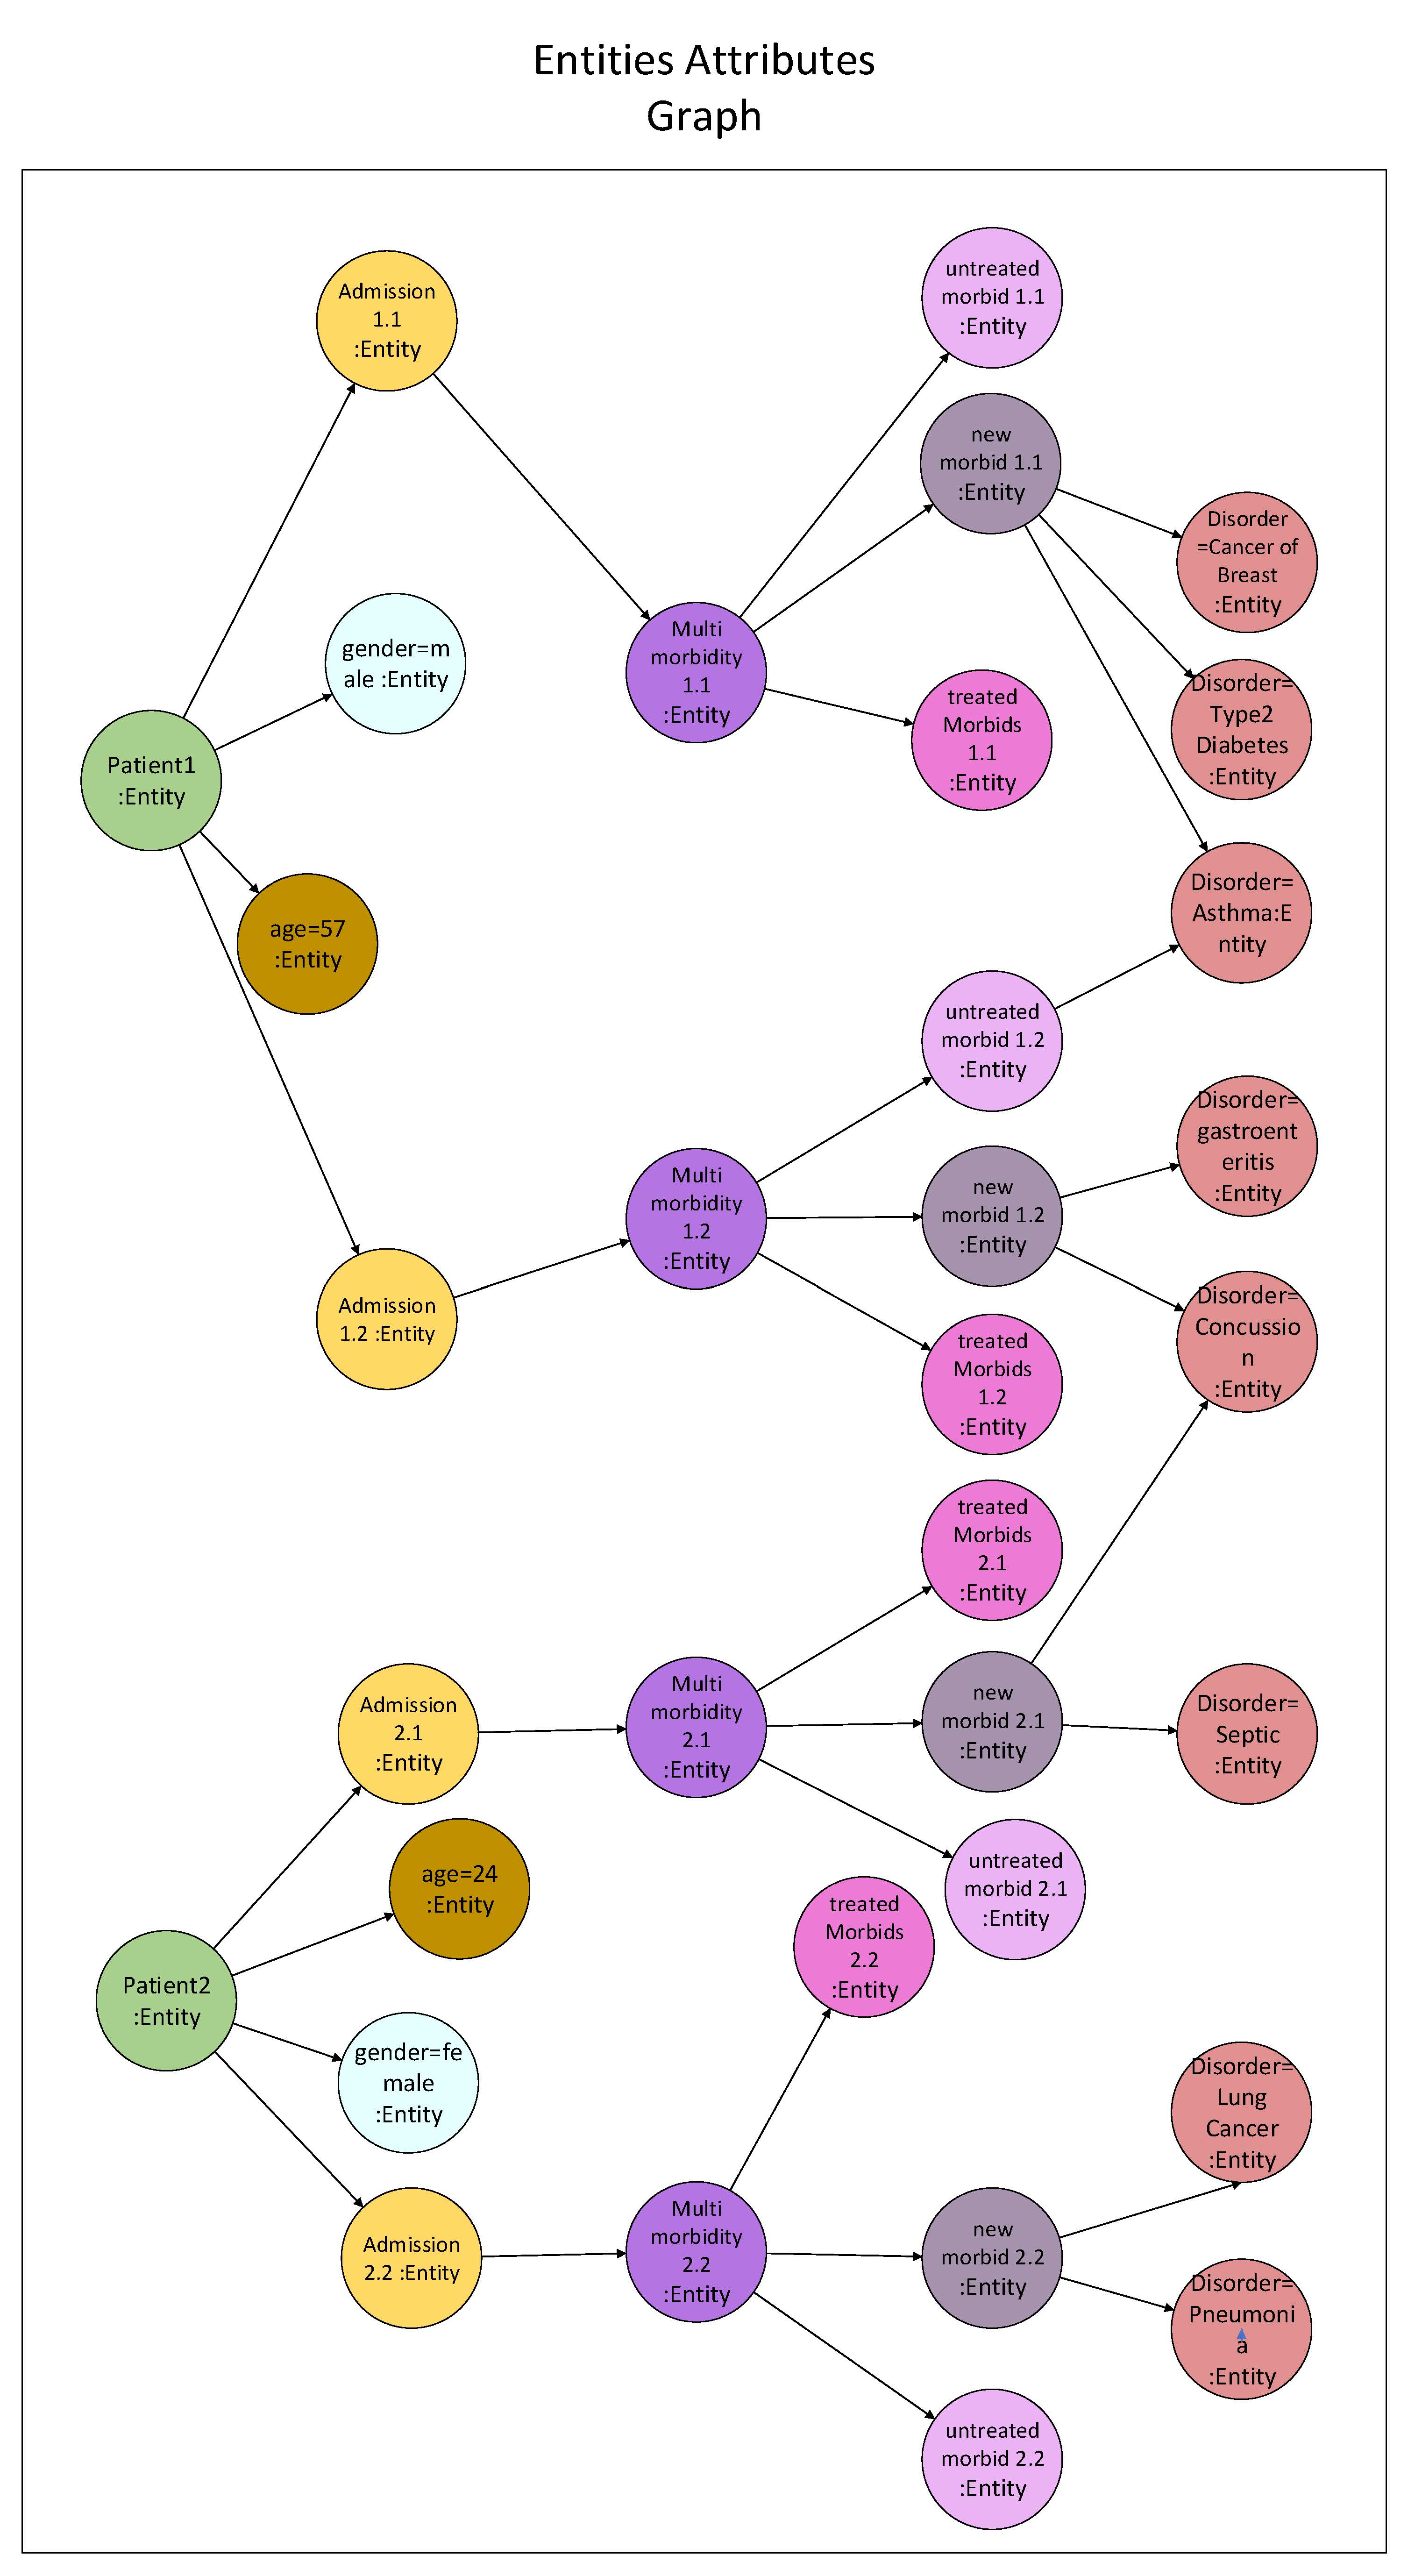 Entities Attributes
Graph
untreated
morbid 1.1
:Entity
Admission
1.1
:Entity
new
morbid 1.1
:Entity
Disorder
=Cancer of
Breast
:Entity
gender=m
ale :Entity
Multi
morbidity
1.1
:Entity
treated
Morbids
1.1
:Entity
Disorder=
Type2
Diabetes
:Entity
Patient1
:Entity
age=57
:Entity
Disorder=
Asthma:E
ntity
untreated
morbid 1.2
:Entity
Disorder=
gastroent
eritis
:Entity
Multi
morbidity
1.2
:Entity
new
morbid 1.2
:Entity
Admission
1.2 :Entity
Disorder=
Concussio
n
:Entity
treated
Morbids
1.2
:Entity
treated
Morbids
2.1
:Entity
Admission
2.1
:Entity
Multi
morbidity
2.1
:Entity
new
morbid 2.1
:Entity
Disorder=
Septic
:Entity
age=24
:Entity
untreated
morbid 2.1
:Entity
treated
Morbids
2.2
:Entity
Patient2
:Entity
gender=fe
male
:Entity
Disorder=
Lung
Cancer
:Entity
Admission
2.2 :Entity
Multi
morbidity
2.2
:Entity
new
morbid 2.2
:Entity
Disorder=
Pneumoni
a
:Entity
untreated
morbid 2.2
:Entity